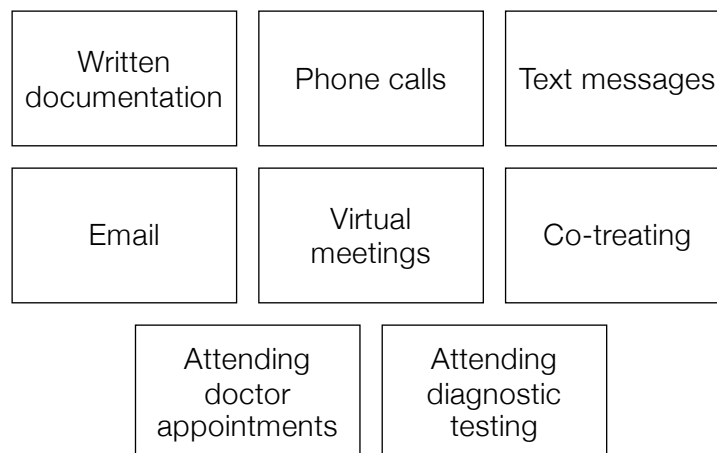 Written
documentation
Phone calls
Text messages
Email
Virtual
meetings
Co-treating
Attending
doctor
appointments
Attending
diagnostic
testing